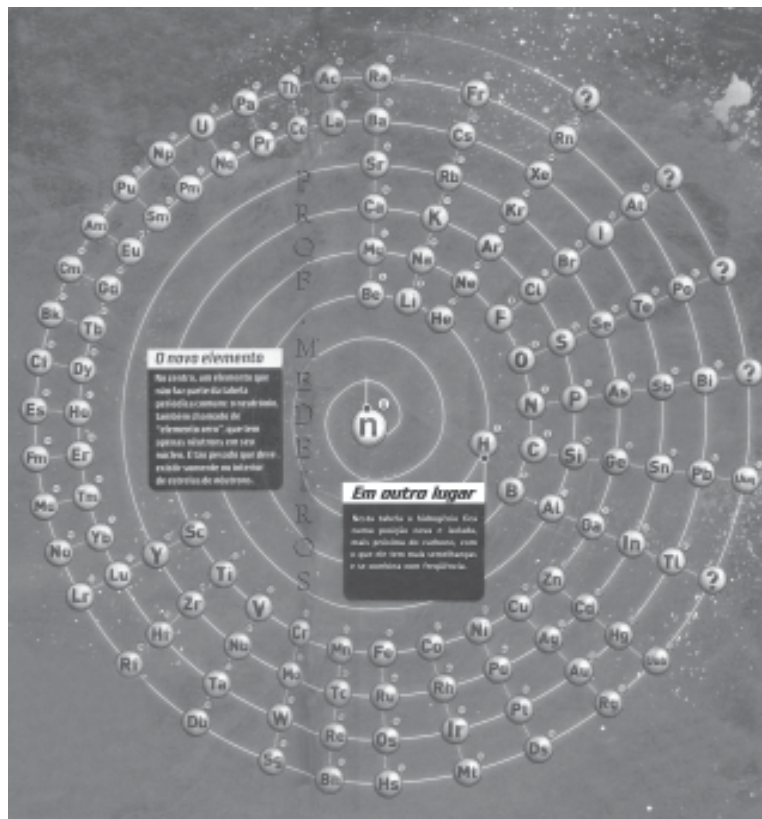 Th Ac Ra Fr ?
Pa Ce La Ba Cs Rn
U Pr
Np Nd Sr Rb Xe ?
Pu Pm Ca K Kr At
Am Sm Mg Na Ar I
Eu Be Li Ne Br ?
Cm Gd He F Cl Te Po
Bk Tb O S Se
PROF. MEDEIROS
O novo elemento
No centro, um elemento que
não faz parte da tabela
periódica comum: o neutrônio,
também chamado de
"elemento zero", que tem
apenas nêutrons em seu
núcleo. É tão pesado que deve
existir somente no interior
de estrelas de nêutrons.
Cf Dy N P As Sb Bi ?
Es Ho n H C Si Ge Sn Pb Uuq
Fm Er B Al Ga In Tl ?
Em outro lugar
Nesta tabela o hidrogênio fica
numa posição nova e isolada,
mais próxima do carbono, com
o que ele tem mais semelhanças
e se combina com freqüência.
Md Tm
No Yb Y Sc
Lr Lu Zr Ti V Cr Mn Fe Co Ni Cu Zn
Rf Hf Nb Mo Tc Ru Rh Pd Ag Cd
Db Ta W Re Os Ir Pt Au Hg
Sg Bh Hs Mt Ds Rg Uub